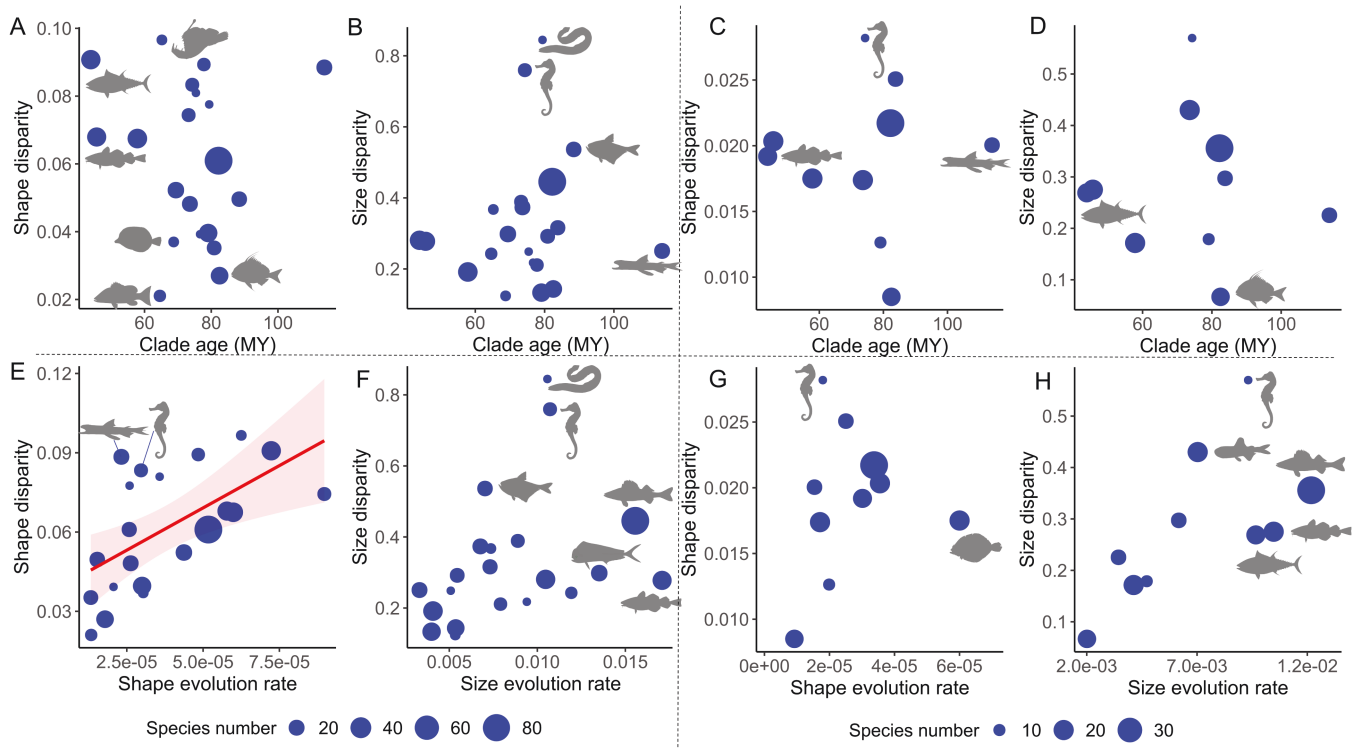 A
Shape disparity
0.10
0.08
0.06
0.04
0.02
60 80 100
Clade age (MY)
B
Size disparity
0.8
0.6
0.4
0.2
60 80 100
Clade age (MY)
C
Shape disparity
0.025
0.020
0.015
0.010
60 80 100
Clade age (MY)
D
Size disparity
0.5
0.4
0.3
0.2
0.1
60 80 100
Clade age (MY)
E
Shape disparity
0.12
0.09
0.06
0.03
2.5e-05 5.0e-05 7.5e-05
Shape evolution rate
F
Size disparity
0.8
0.6
0.4
0.2
0.005 0.010 0.015
Size evolution rate
G
Shape disparity
0.025
0.020
0.015
0.010
0e+00 2e-05 4e-05 6e-05
Shape evolution rate
H
Size disparity
0.5
0.4
0.3
0.2
0.1
2.0e-03 7.0e-03 1.2e-02
Size evolution rate
Species number 20 40 60 80
Species number 10 20 30